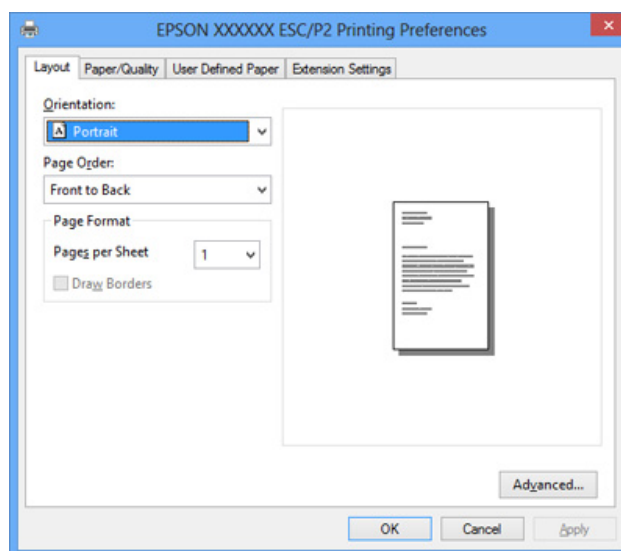 EPSON XXXXXX ESC/P2 Printing Preferences
Layout Paper/Quality User Defined Paper Extension Settings
Orientation:
A Portrait
Page Order:
Front to Back
Page Format
Pages per Sheet 1
Draw Borders
Advanced...
OK Cancel Apply